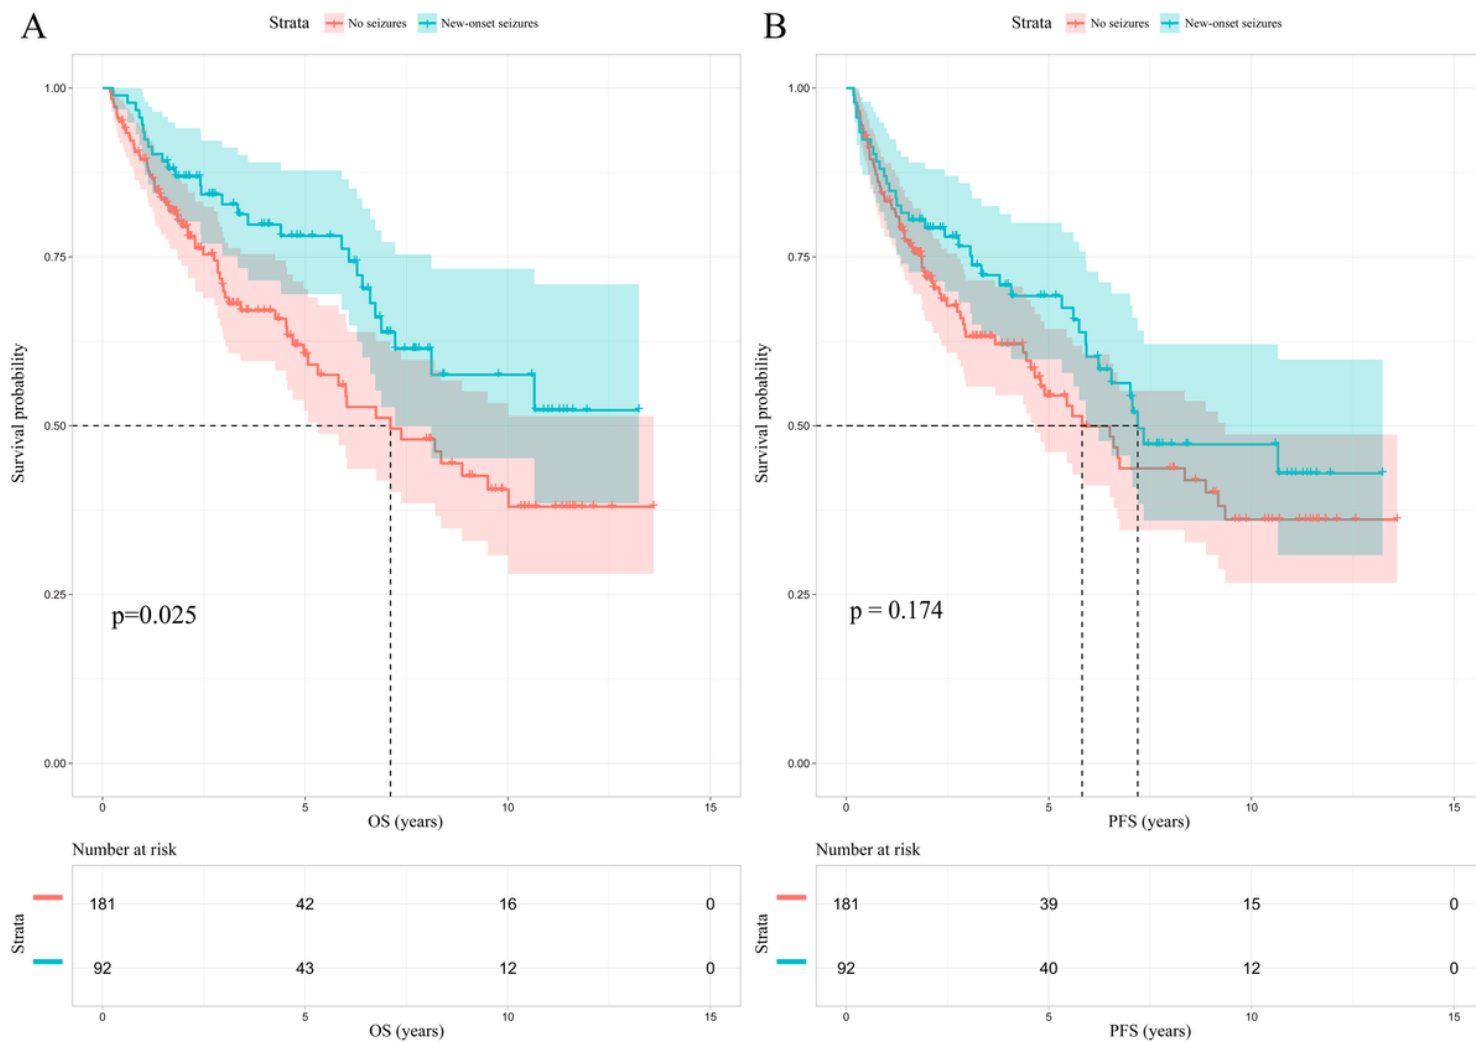 A
Strata No seizures New-onset seizures
1.00
0.75
0.50
0.25
0.00
Survival probability
p=0.025
0 5 10 15
OS (years)
Number at risk
Strata
181 42 16 0
92 43 12 0
0 5 10 15
OS (years)
B
Strata No seizures New-onset seizures
1.00
0.75
0.50
0.25
0.00
Survival probability
p = 0.174
0 5 10 15
PFS (years)
Number at risk
Strata
181 39 15 0
92 40 12 0
0 5 10 15
PFS (years)